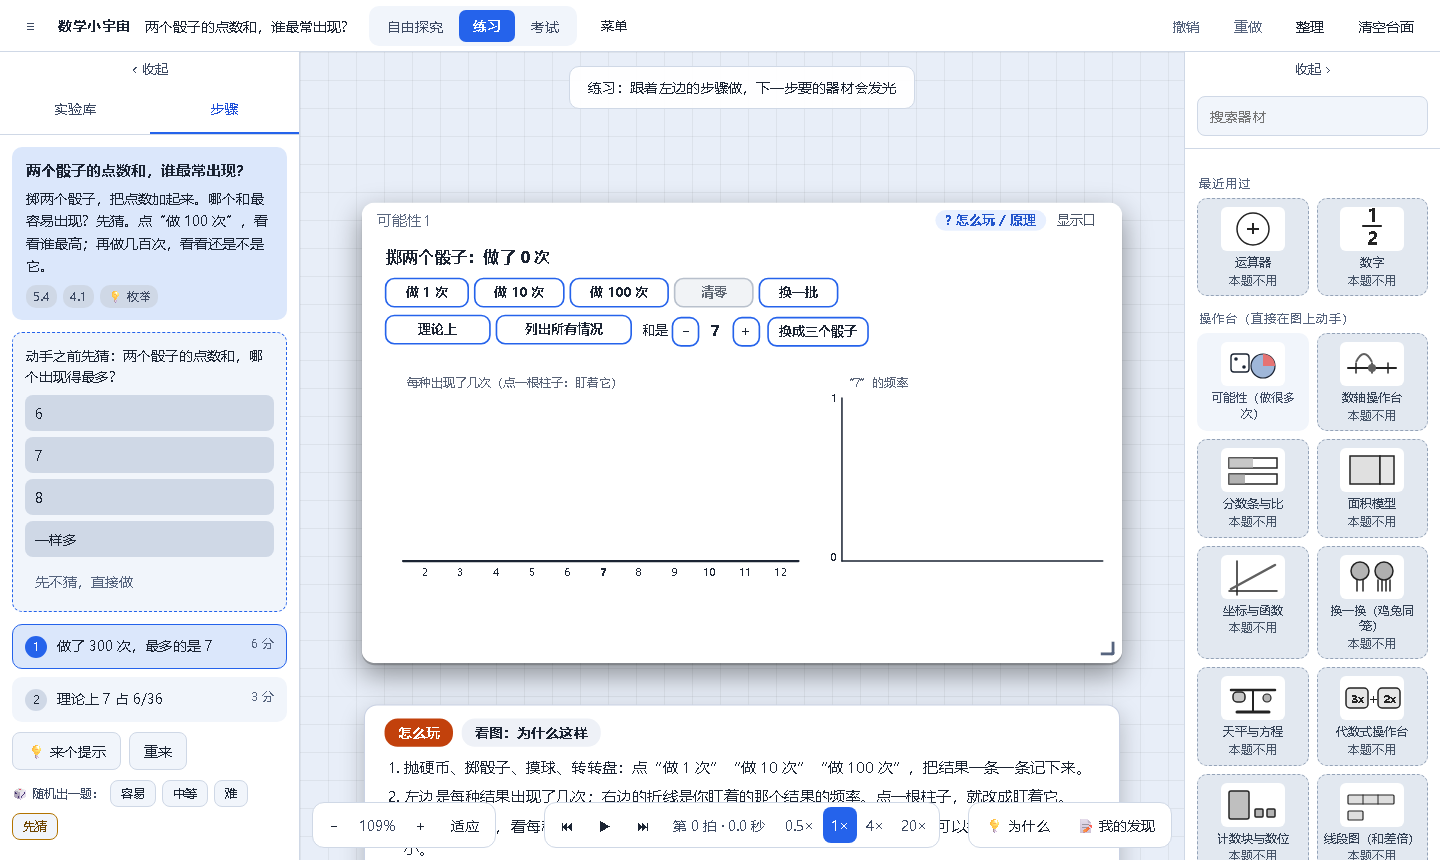 ≡ 数学小宇宙 两个骰子的点数和，谁最常出现？ 自由探究 练习 考试 菜单 撤销 重做 整理 清空台面
‹ 收起
实验库 步骤
两个骰子的点数和，谁最常出现？
掷两个骰子，把点数加起来。哪个和最
容易出现？先猜。点“做 100 次”，看
看谁最高；再做几百次，看看还是不是
它。
5.4 4.1 枚举
动手之前先猜：两个骰子的点数和，哪
个出现得最多？
6
7
8
一样多
先不猜，直接做
1 做了 300 次，最多的是 7 6 分
2 理论上 7 占 6/36 3 分
来个提示 重来
随机出一题： 容易 中等 难
先猜
练习：跟着左边的步骤做，下一步要的器材会发光
可能性 1 ? 怎么玩 / 原理 显示口
掷两个骰子：做了 0 次
做 1 次 做 10 次 做 100 次 清零 换一批
理论上 列出所有情况 和是 − 7 + 换成三个骰子
每种出现了几次（点一根柱子：盯着它）
“7”的频率
1
0
2 3 4 5 6 7 8 9 10 11 12
怎么玩 看图：为什么这样
1. 抛硬币、掷骰子、摸球、转转盘：点“做 1 次”“做 10 次”“做 100 次”，把结果一条一条记下来。
2. 左边是每种结果出现了几次；右边的折线是你盯着的那个结果的频率。点一根柱子，就改成盯着它。
，看每
可以
小。
− 109% + 适应 ⏮ ▶ ⏭ 第 0 拍 · 0.0 秒 0.5× 1× 4× 20× 为什么 我的发现
收起 ›
搜索器材
最近用过
运算器
本题不用
1
2
数字
本题不用
操作台（直接在图上动手）
可能性（做很多
次）
数轴操作台
本题不用
分数条与比
本题不用
面积模型
本题不用
坐标与函数
本题不用
换一换（鸡兔同
笼）
本题不用
天平与方程
本题不用
3x + 2x
代数式操作台
本题不用
计数块与数位
本题不用
线段图（和差倍）
本题不用